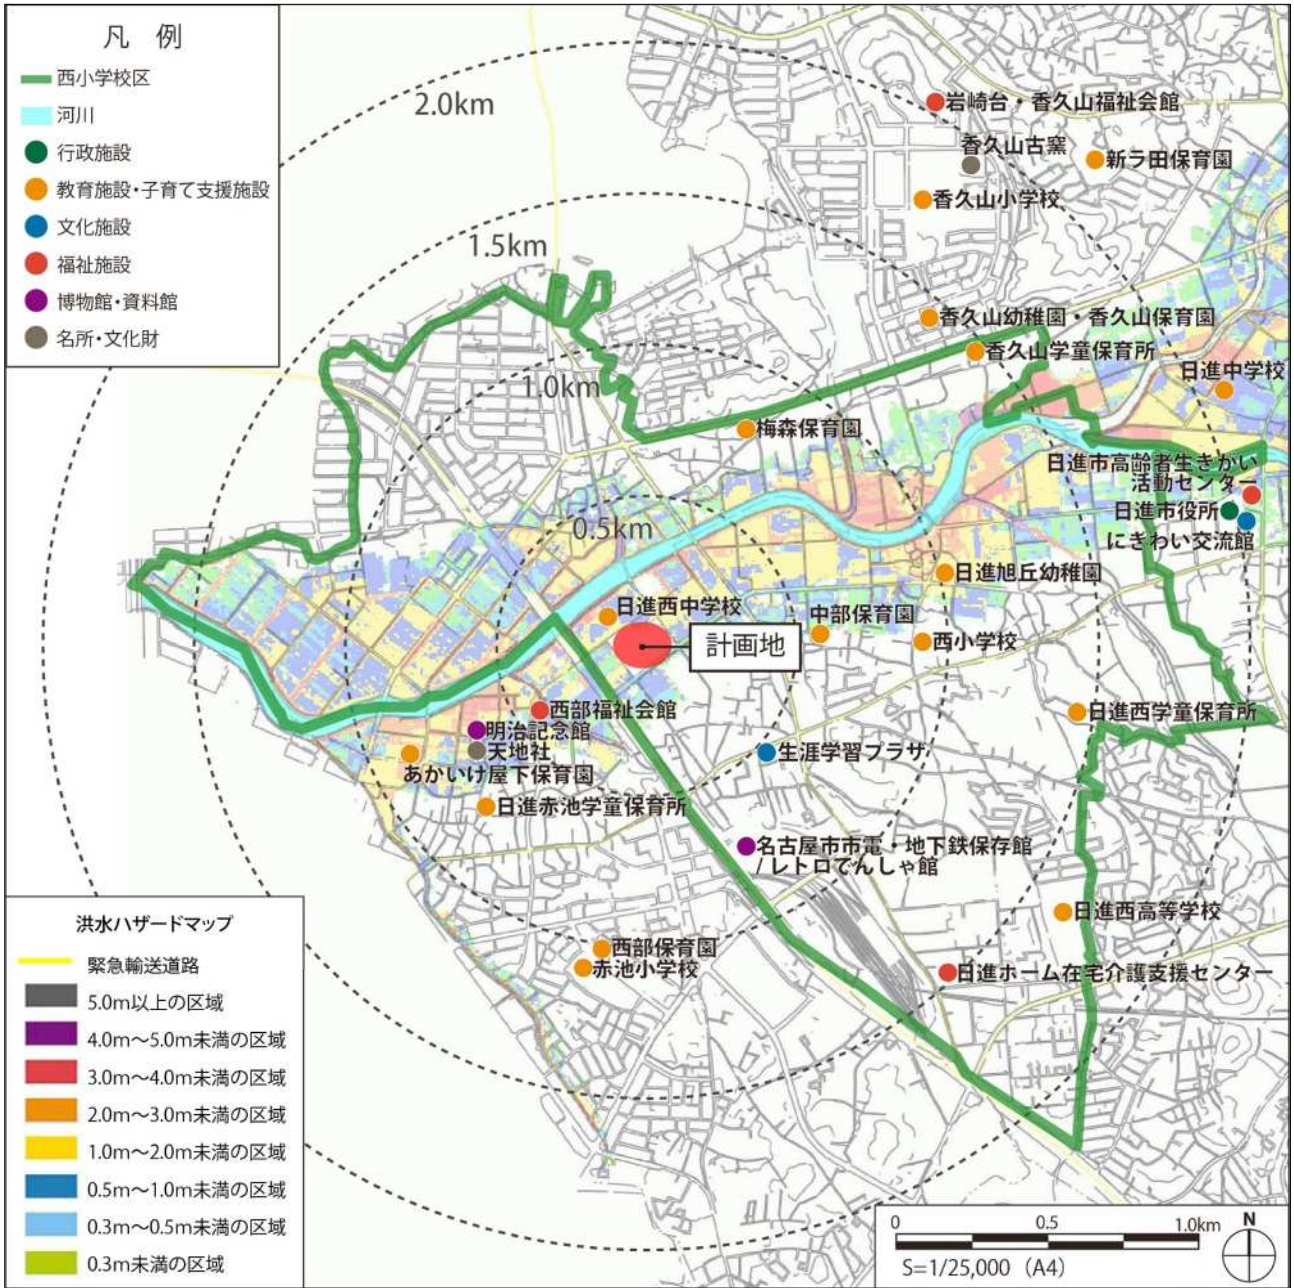 凡 例
西小学校区
河川
行政施設
教育施設・子育て支援施設
文化施設
福祉施設
博物館・資料館
名所・文化財
2.0km
1.5km
1.0km
0.5km
岩崎台・香久山福祉会館
香久山古窯
新ラ田保育園
香久山小学校
香久山幼稚園・香久山保育園
香久山学童保育所
日進中学校
梅森保育園
日進市高齢者生きがい
活動センター
日進市役所
にぎわい交流館
日進旭丘幼稚園
日進西中学校
中部保育園
西小学校
計画地
西部福祉会館
日進西学童保育所
明治記念館
天地社
生涯学習プラザ
あかいけ屋下保育園
日進赤池学童保育所
名古屋市市電・地下鉄保存館
/ レトロでんしゃ館
日進西高等学校
西部保育園
赤池小学校
日進ホーム在宅介護支援センター
洪水ハザードマップ
緊急輸送道路
5.0m以上の区域
4.0m〜5.0m未満の区域
3.0m〜4.0m未満の区域
2.0m〜3.0m未満の区域
1.0m〜2.0m未満の区域
0.5m〜1.0m未満の区域
0.3m〜0.5m未満の区域
0.3m未満の区域
0 0.5 1.0km
N
S=1/25,000（A4）